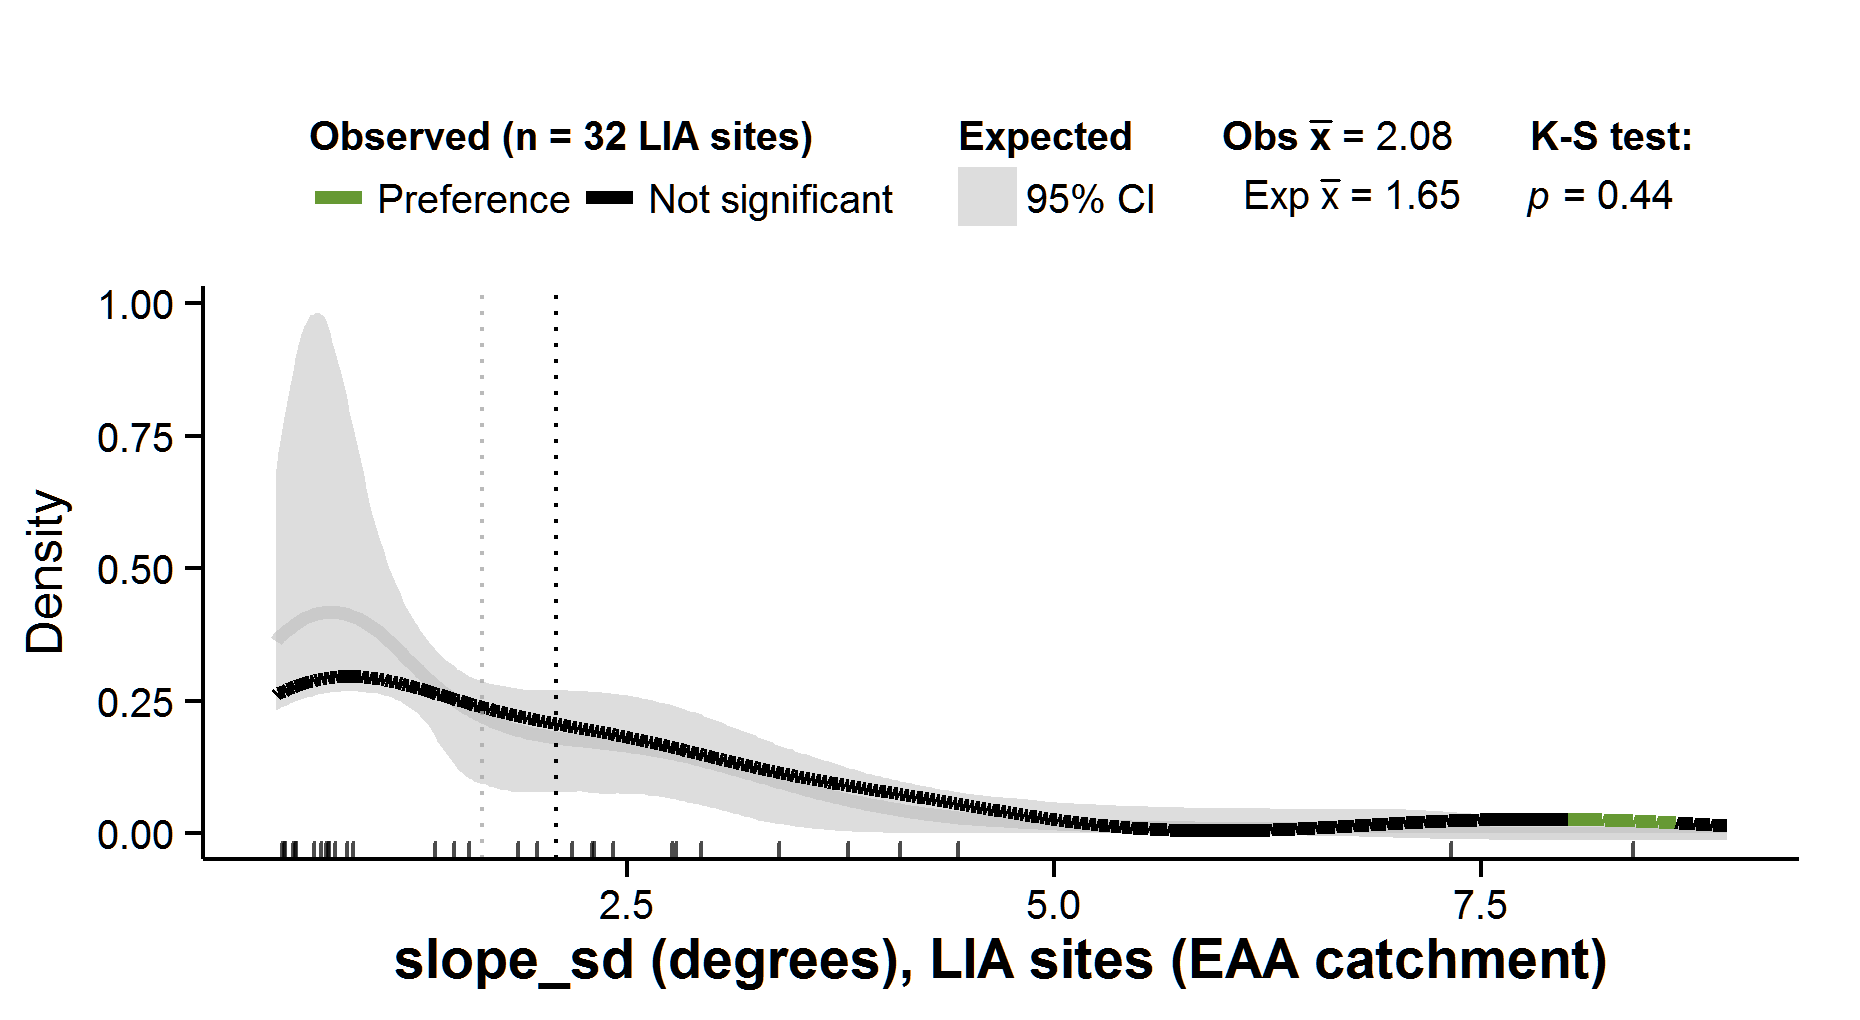 Observed (n = 32 LIA sites) Expected Obs x̅ = 2.08 K-S test:
Preference Not significant 95% CI Exp x̅ = 1.65 p = 0.44
1.00
0.75
0.50
0.25
0.00
Density
2.5 5.0 7.5
slope_sd (degrees), LIA sites (EAA catchment)